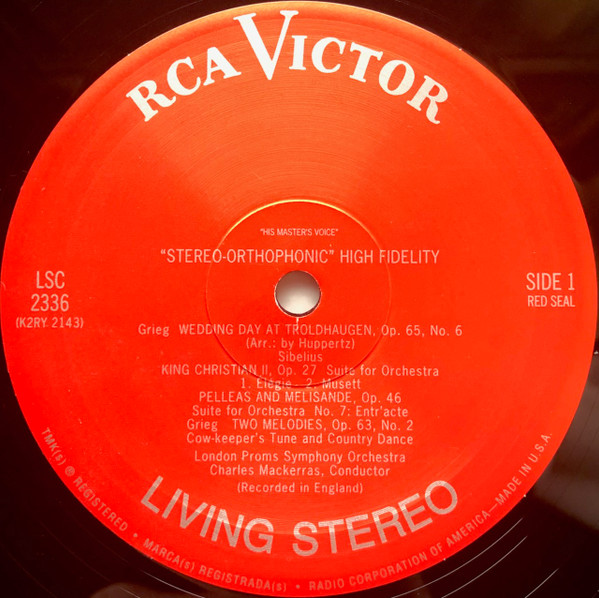 RCA VICTOR
"HIS MASTER'S VOICE"
"STEREO-ORTHOPHONIC" HIGH FIDELITY
LSC
2336
(K2RY 2143)
SIDE 1
RED SEAL
Grieg WEDDING DAY AT TROLDHAUGEN, Op. 65, No. 6
(Arr.: by Huppertz)
Sibelius
KING CHRISTIAN II, Op. 27 Suite for Orchestra
1. Elégie 2. Musett
PELLEAS AND MELISANDE, Op. 46
Suite for Orchestra No. 7: Entr'acte
Grieg TWO MELODIES, Op. 63, No. 2
Cow-keeper's Tune and Country Dance
London Proms Symphony Orchestra
Charles Mackerras, Conductor
(Recorded in England)
LIVING STEREO
TMK(s) ® REGISTERED • MARCA(s) REGISTRADA(s) • RADIO CORPORATION OF AMERICA—MADE IN U.S.A.